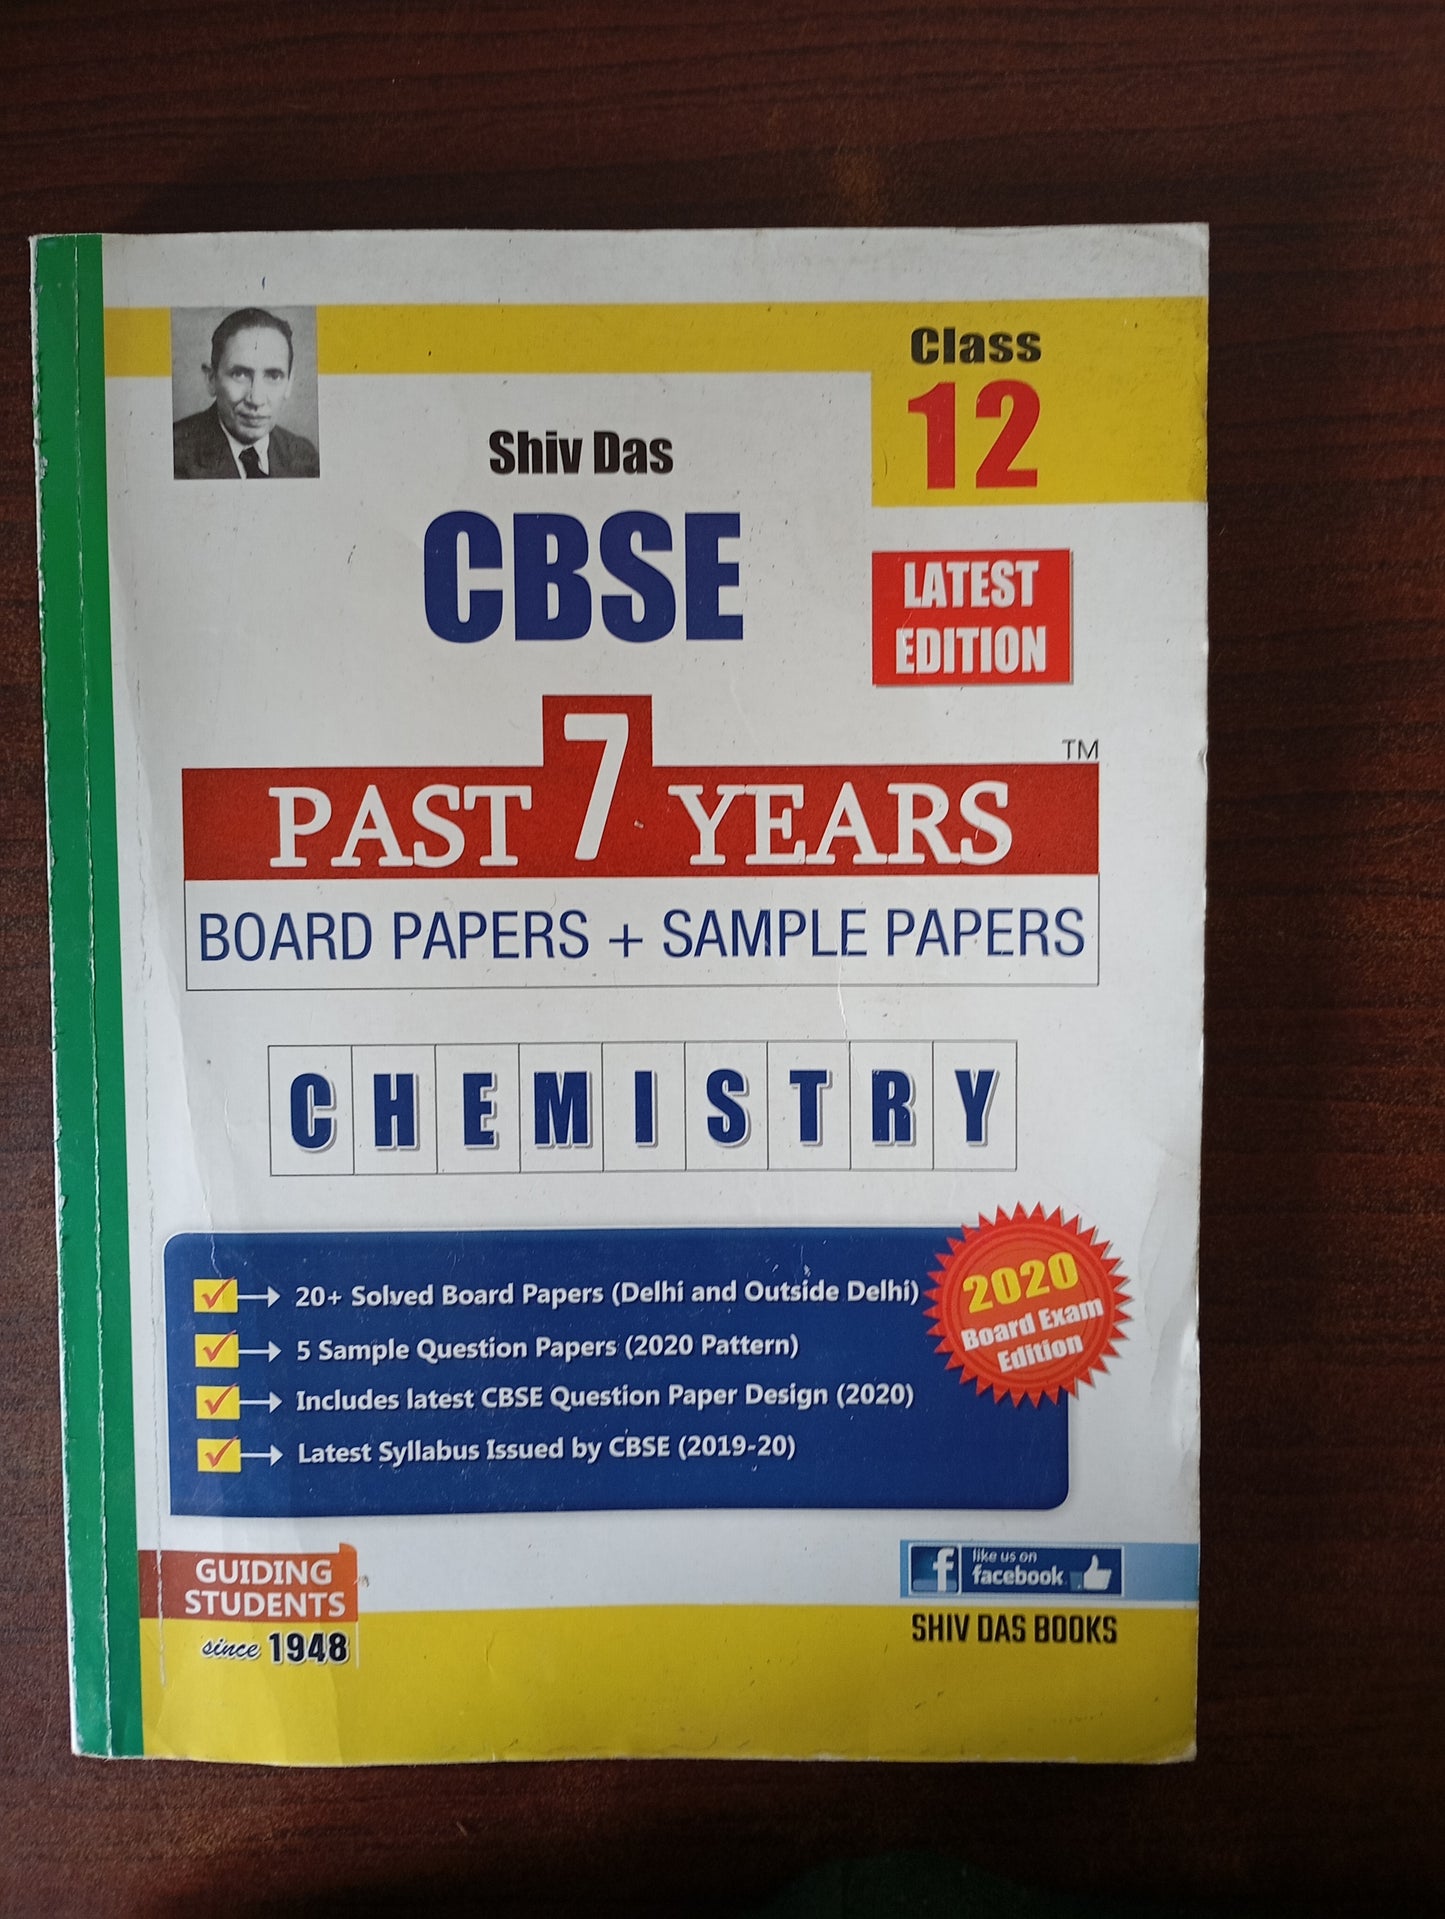 Class
12
Shiv Das
CBSE
LATEST
EDITION
PAST 7 YEARS
TM
BOARD PAPERS + SAMPLE PAPERS
CHEMISTRY
20+ Solved Board Papers (Delhi and Outside Delhi)
5 Sample Question Papers (2020 Pattern)
Includes latest CBSE Question Paper Design (2020)
Latest Syllabus Issued by CBSE (2019-20)
2020
Board Exam
Edition
GUIDING
STUDENTS
since 1948
f
like us on
facebook
SHIV DAS BOOKS